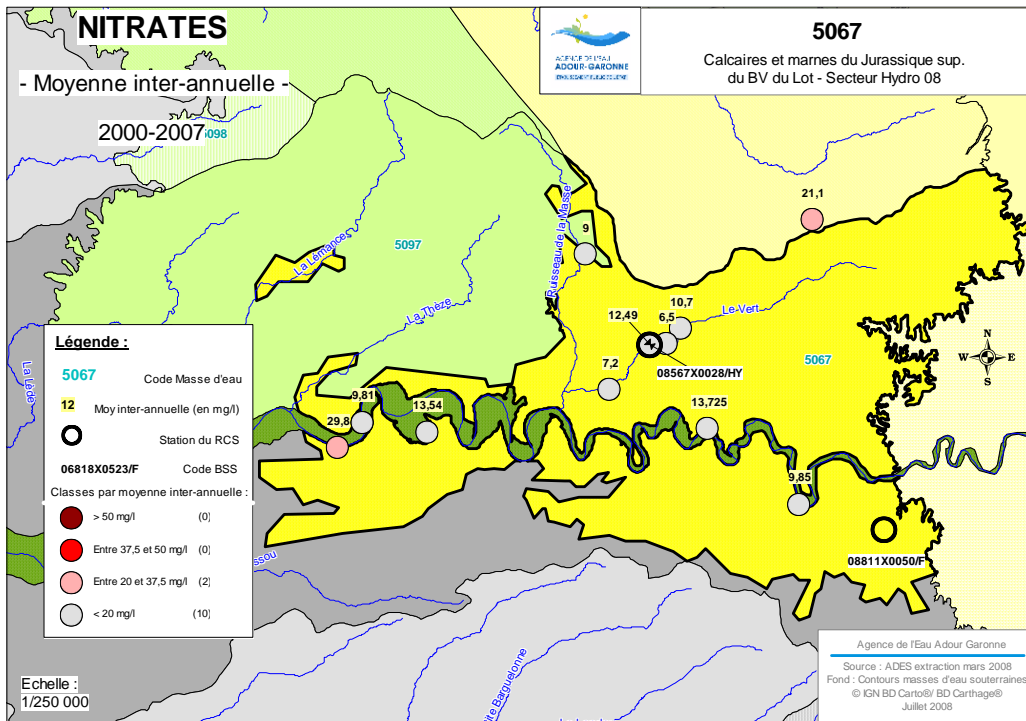 NITRATES
- Moyenne inter-annuelle -
2000-2007
5098
AGENCE DE L'EAU
ADOUR-GARONNE
5067
Calcaires et marnes du Jurassique sup.
du BV du Lot - Secteur Hydro 08
21,1
Ruisseau de la Masse
9
5097
La Lémance
La Thèze
10,7
6,5
12,49
Le Vert
5067
N
W E
S
08567X0028/HY
7,2
La Lède
9,81
29,8
13,54
13,725
9,85
08811X0050/F
Légende :
5067 Code Masse d'eau
12 Moy inter-annuelle (en mg/l)
Station du RCS
06818X0523/F Code BSS
Classes par moyenne inter-annuelle :
> 50 mg/l (0)
Entre 37,5 et 50 mg/l (0)
Entre 20 et 37,5 mg/l (2)
< 20 mg/l (10)
ssou
ite Barguelonne
Echelle :
1/250 000
Agence de l'Eau Adour Garonne
Source : ADES extraction mars 2008
Fond : Contours masses d'eau souterraines
© IGN BD Carto®/ BD Carthage®
Juillet 2008